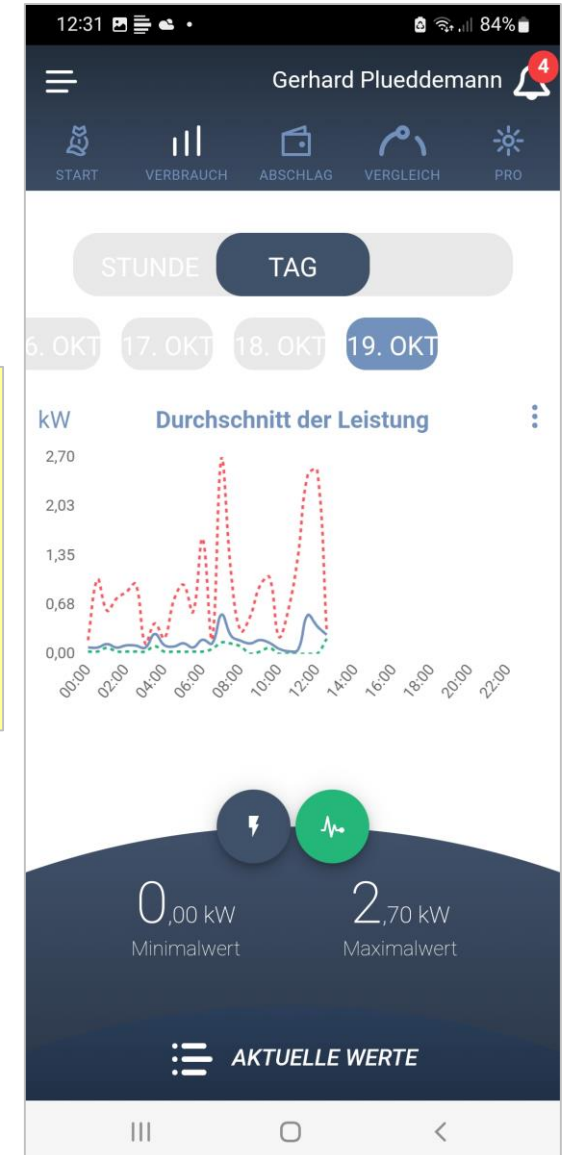 12:31 84%
Gerhard Plueddemann 4
START VERBRAUCH ABSCHLAG VERGLEICH PRO
STUNDE TAG
6. OKT 17. OKT 18. OKT 19. OKT
kW Durchschnitt der Leistung
2,70
2,03
1,35
0,68
0,00
00:00 02:00 04:00 06:00 08:00 10:00 12:00 14:00 16:00 18:00 20:00 22:00
0,00 kW 2,70 kW
Minimalwert Maximalwert
AKTUELLE WERTE